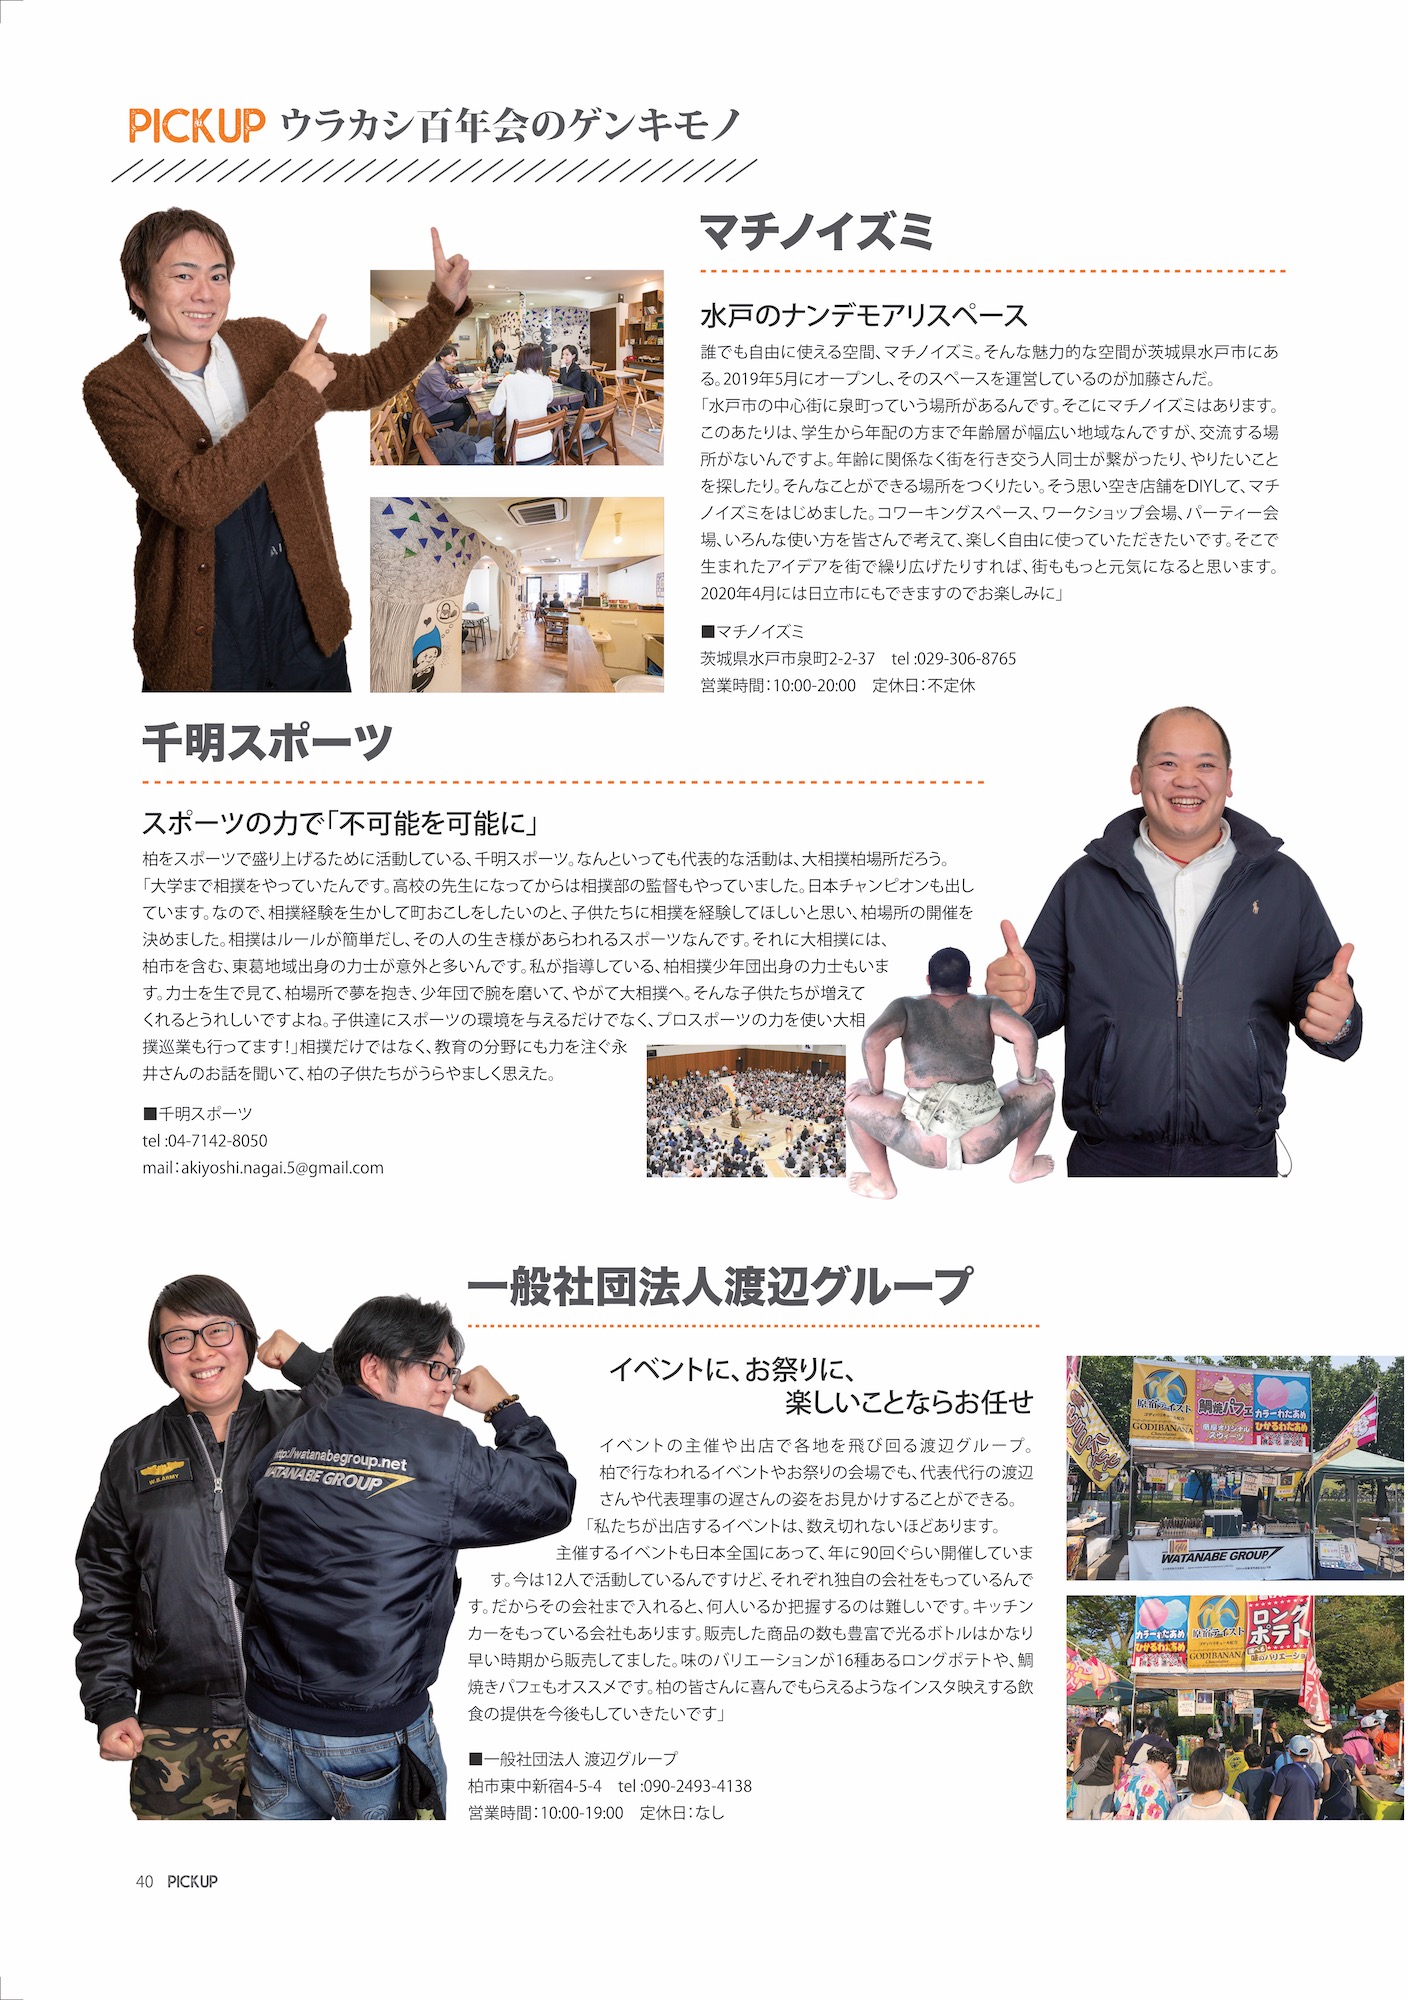 PICKUP ウラカシ百年会のゲンキモノ
マチノイズミ
水戸のナンデモアリスペース
誰でも自由に使える空間、マチノイズミ。そんな魅力的な空間が茨城県水戸市にあ
る。2019年5月にオープンし、そのスペースを運営しているのが加藤さんだ。
「水戸市の中心街に泉町っていう場所があるんです。そこにマチノイズミはあります。
このあたりは、学生から年配の方まで年齢層が幅広い地域なんですが、交流する場
所がないんですよ。年齢に関係なく街を行き交う人同士が繋がったり、やりたいこと
を探したり。そんなことができる場所をつくりたい。そう思い空き店舗をDIYして、マチ
ノイズミをはじめました。コワーキングスペース、ワークショップ会場、パーティー会
場、いろんな使い方を皆さんで考えて、楽しく自由に使っていただきたいです。そこで
生まれたアイデアを街で繰り広げたりすれば、街ももっと元気になると思います。
2020年4月には日立市にもできますのでお楽しみに」
■マチノイズミ
茨城県水戸市泉町2-2-37 tel :029-306-8765
営業時間：10:00-20:00 定休日：不定休
千明スポーツ
スポーツの力で「不可能を可能に」
柏をスポーツで盛り上げるために活動している、千明スポーツ。なんといっても代表的な活動は、大相撲柏場所だろう。
「大学まで相撲をやっていたんです。高校の先生になってからは相撲部の監督もやっていました。日本チャンピオンも出し
ています。なので、相撲経験を生かして町おこしをしたいのと、子供たちに相撲を経験してほしいと思い、柏場所の開催を
決めました。相撲はルールが簡単だし、その人の生き様があらわれるスポーツなんです。それに大相撲には、
柏市を含む、東葛地域出身の力士が意外と多いんです。私が指導している、柏相撲少年団出身の力士もいま
す。力士を生で見て、柏場所で夢を抱き、少年団で腕を磨いて、やがて大相撲へ。そんな子供たちが増えて
くれるとうれしいですよね。子供達にスポーツの環境を与えるだけでなく、プロスポーツの力を使い大相
撲巡業も行ってます！」相撲だけではなく、教育の分野にも力を注ぐ永
井さんのお話を聞いて、柏の子供たちがうらやましく思えた。
■千明スポーツ
tel :04-7142-8050
mail：akiyoshi.nagai.5@gmail.com
一般社団法人渡辺グループ
イベントに、お祭りに、
楽しいことならお任せ
イベントの主催や出店で各地を飛び回る渡辺グループ。
柏で行なわれるイベントやお祭りの会場でも、代表代行の渡辺
さんや代表理事の遅さんの姿をお見かけすることができる。
「私たちが出店するイベントは、数え切れないほどあります。
主催するイベントも日本全国にあって、年に90回ぐらい開催していま
す。今は12人で活動しているんですけど、それぞれ独自の会社をもっているんで
す。だからその会社まで入れると、何人いるか把握するのは難しいです。キッチン
カーをもっている会社もあります。販売した商品の数も豊富で光るボトルはかなり
早い時期から販売してました。味のバリエーションが16種あるロングポテトや、鯛
焼きパフェもオススメです。柏の皆さんに喜んでもらえるようなインスタ映えする飲
食の提供を今後もしていきたいです」
■一般社団法人 渡辺グループ
柏市東中新宿4-5-4 tel :090-2493-4138
営業時間：10:00-19:00 定休日：なし
http://watanabegroup.net
WATANABE GROUP
W.B.ARMY
原宿テイスト
GODIBANANA
鯛焼パフェ
カラーわたあめ
ひかるわたあめ
WATANABE GROUP
カラーわたあめ
ひかるわたあめ
原宿テイスト
GODIBANANA
ロング
ポテト
40 PICKUP